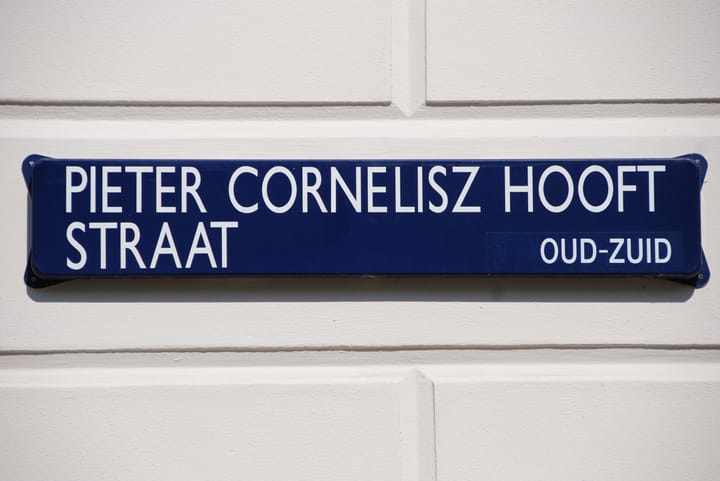 PIETER CORNELISZ HOOFT
STRAAT
OUD-ZUID